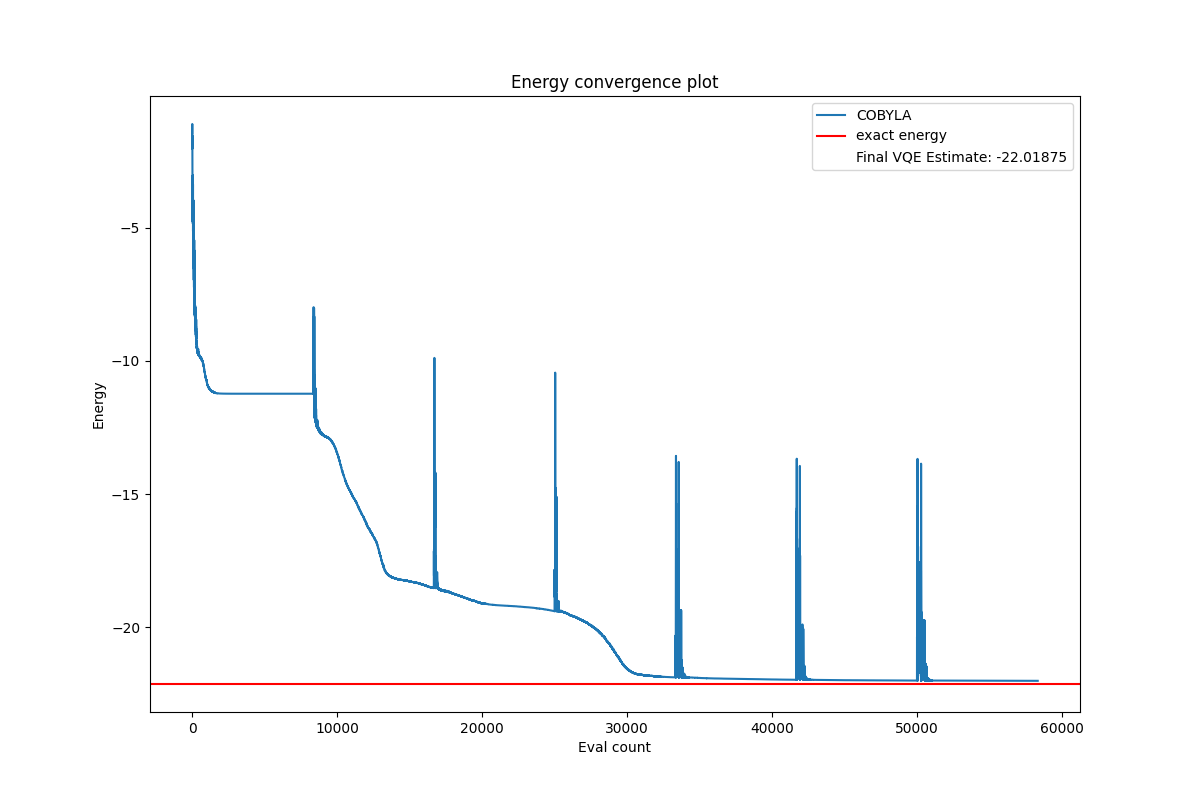 Energy convergence plot
COBYLA
exact energy
Final VQE Estimate: -22.01875
−5
−10
−15
−20
Energy
0
10000
20000
30000
40000
50000
60000
Eval count